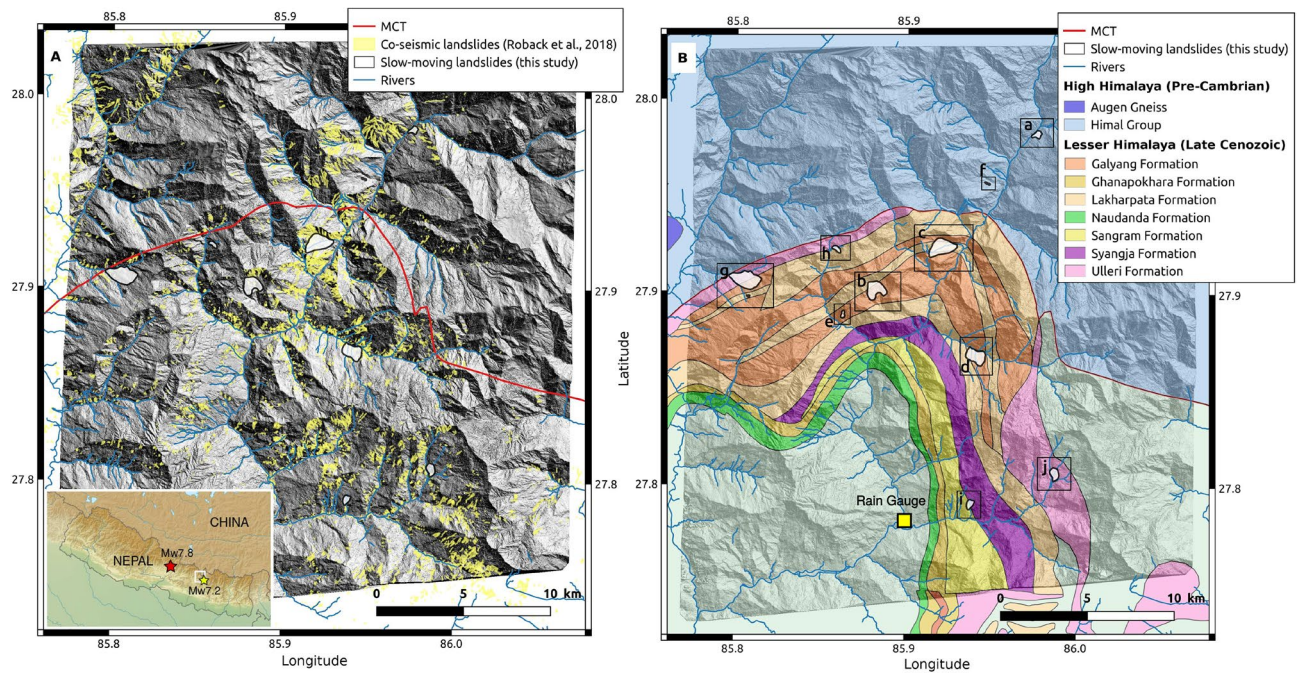 85.8
85.9
A
MCT
Co-seismic landslides (Roback et al., 2018)
Slow-moving landslides (this study)
Rivers
28.0
28.0
27.9
27.9
27.8
27.8
CHINA
NEPAL
Mw7.8
Mw7.2
0 5 10 km
85.8 85.9 86.0
Longitude
Latitude
85.8 85.9
B
MCT
Slow-moving landslides (this study)
Rivers
High Himalaya (Pre-Cambrian)
Augen Gneiss
Himal Group
Lesser Himalaya (Late Cenozoic)
Galyang Formation
Ghanapokhara Formation
Lakharpata Formation
Naudanda Formation
Sangram Formation
Syangja Formation
Ulleri Formation
28.0
27.9
27.9
27.8
27.8
a
f
c
h
g
b
e
d
j
i
Rain Gauge
0 5 10 km
85.8 85.9 86.0
Longitude